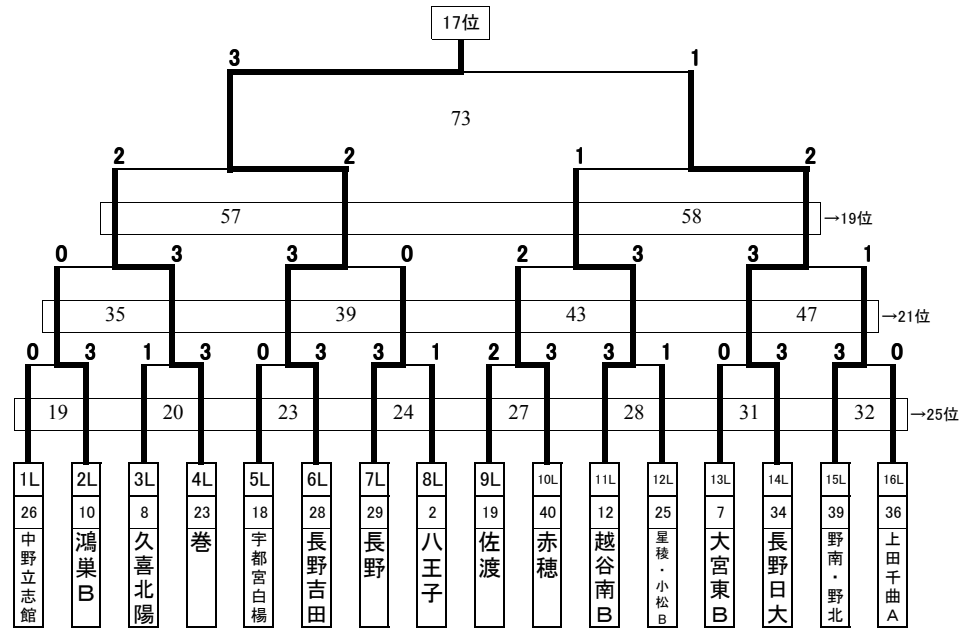 17位
3 1
73
2 2 1 2
57 58 →19位
0 3 3 0 2 3 3 1
35 39 43 47 →21位
0 3 1 3 0 3 3 1 2 3 3 1 0 3 3 0
19 20 23 24 27 28 31 32 →25位
1L 2L 3L 4L 5L 6L 7L 8L 9L 10L 11L 12L 13L 14L 15L 16L
26 10 8 23 18 28 29 2 19 40 12 25 7 34 39 36
中野立志館
鴻巣B
久喜北陽
巻
宇都宮白楊
長野吉田
長野
八王子
佐渡
赤穂
越谷南B
星稜・小松B
大宮東B
長野日大
野南・野北
上田千曲A